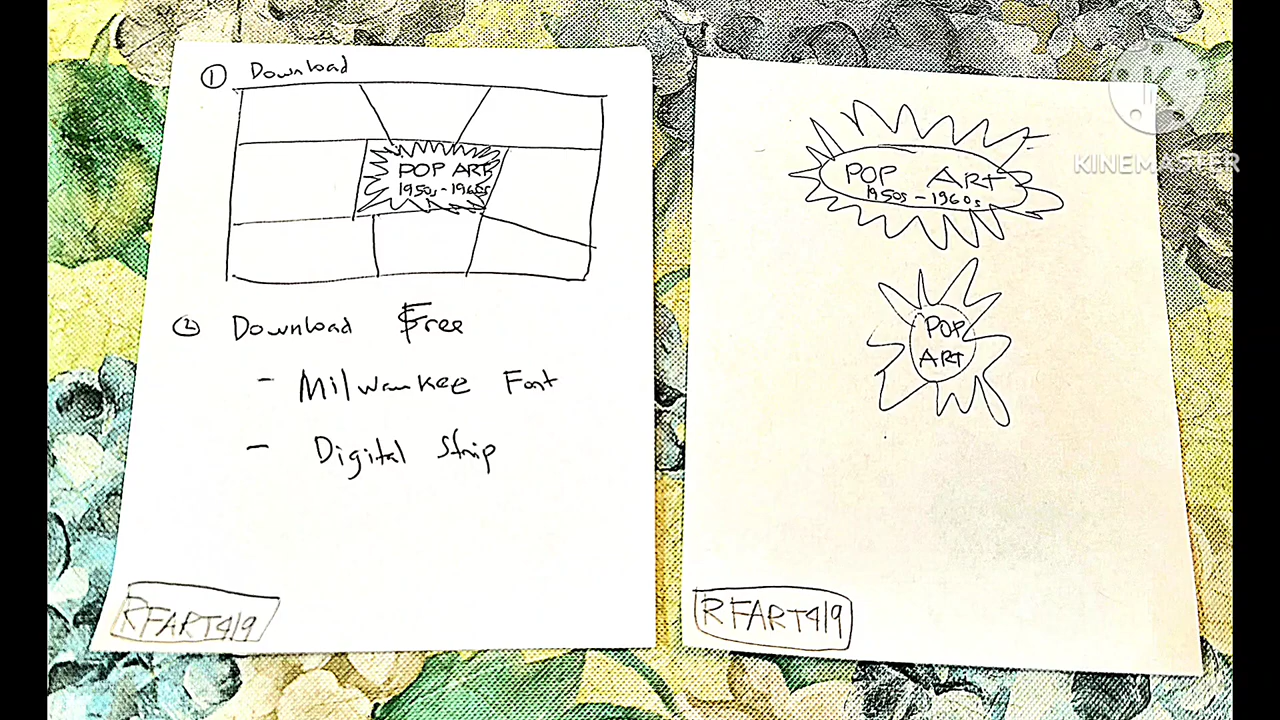 ① Download
POP ART
1950s-1960s
② Download Free
- Milwaukee Font
- Digital Strip
RFART419
POP ART
1950s-1960s
POP
ART
RFART419
KINEMASTER